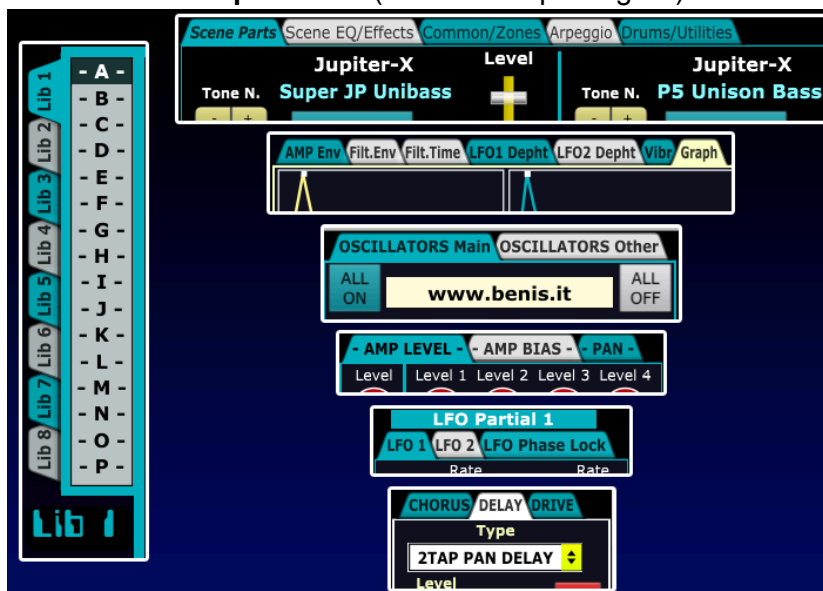 Lib 1
Lib 2
Lib 3
Lib 4
Lib 5
Lib 6
Lib 7
Lib 8
- A -
- B -
- C -
- D -
- E -
- F -
- G -
- H -
- I -
- J -
- K -
- L -
- M -
- N -
- O -
- P -
Lib 1
Scene Parts Scene EQ/Effects Common/Zones Arpeggio Drums/Utilities
Jupiter-X Level Jupiter-X
Tone N. Super JP Unibass Tone N. P5 Unison Bass
- + - +
AMP Env Filt.Env Filt.Time LFO1 Depht LFO2 Depht Vibr Graph
OSCILLATORS Main OSCILLATORS Other
ALL ON www.benis.it ALL OFF
- AMP LEVEL - - AMP BIAS - - PAN -
Level Level 1 Level 2 Level 3 Level 4
LFO Partial 1
LFO 1 LFO 2 LFO Phase Lock
Rate Rate
CHORUS DELAY DRIVE
Type
2TAP PAN DELAY
Level